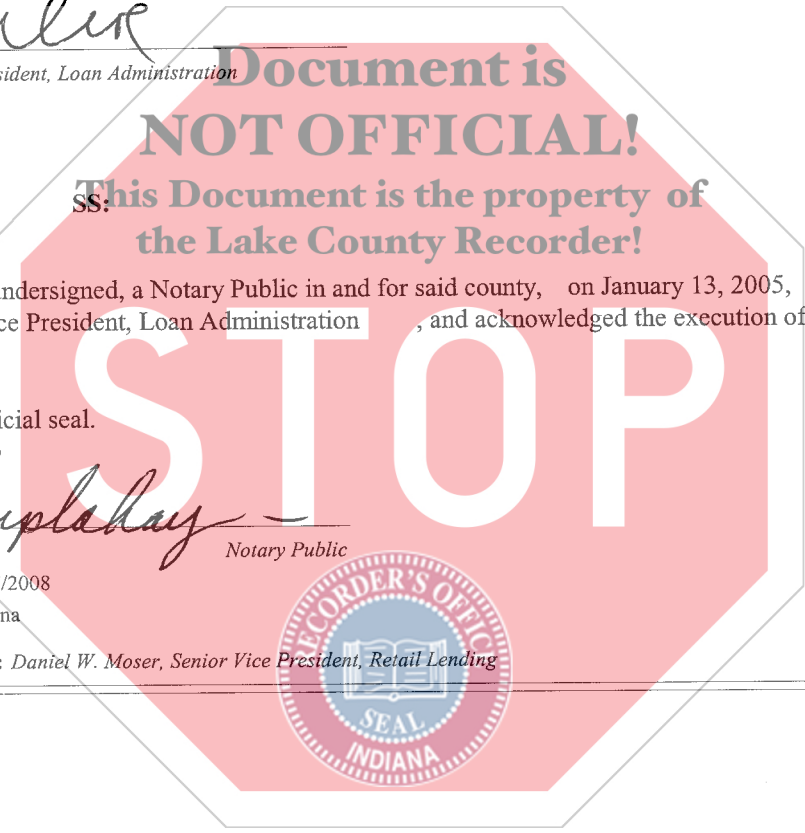 sident, Loan Administration
Document is
NOT OFFICIAL!
This Document is the property of
the Lake County Recorder!
SS:
ndersigned, a Notary Public in and for said county, on January 13, 2005,
ce President, Loan Administration , and acknowledged the execution of
STOP
icial seal.
Notary Public
/2008
na
: Daniel W. Moser, Senior Vice President, Retail Lending
RECORDER'S OFFICE
SEAL
INDIANA